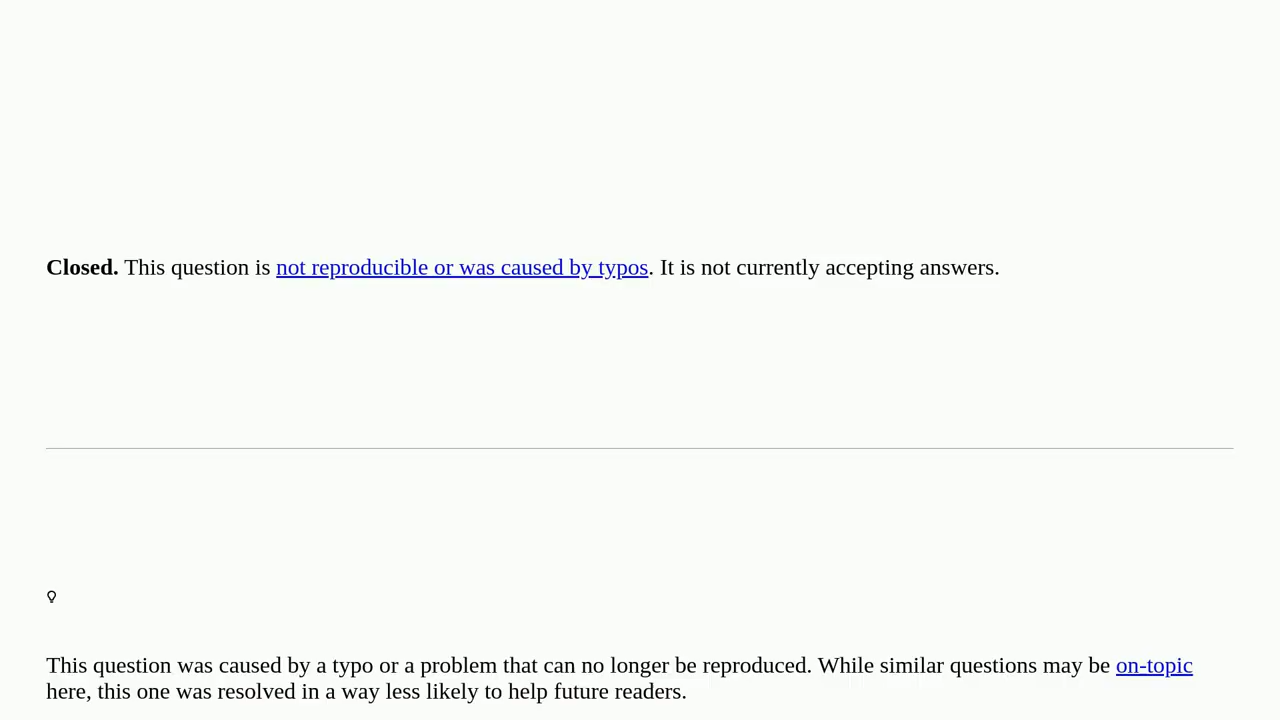 Closed. This question is not reproducible or was caused by typos. It is not currently accepting answers.
This question was caused by a typo or a problem that can no longer be reproduced. While similar questions may be on-topic
here, this one was resolved in a way less likely to help future readers.